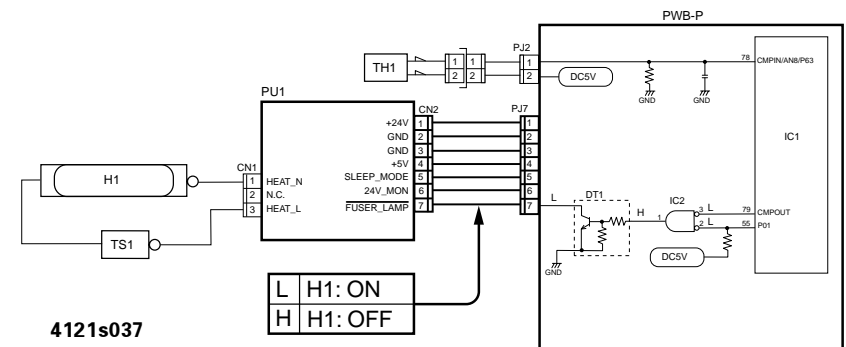 PWB-P
PJ2
TH1
1 1 1
2 2 2
DC5V
78 CMPIN/AN8/P63
GND GND
IC1
PU1
CN2 PJ7
+24V 1 1
GND 2 2
GND 3 3
+5V 4 4
SLEEP_MODE 5 5
24V_MON 6 6
FUSER_LAMP 7 7
CN1
1 HEAT_N
2 N.C.
3 HEAT_L
H1
TS1
L DT1 H 1 IC2
3 L 79 CMPOUT
2 L 55 P01
DC5V
GND
L H1: ON
H H1: OFF
4121s037